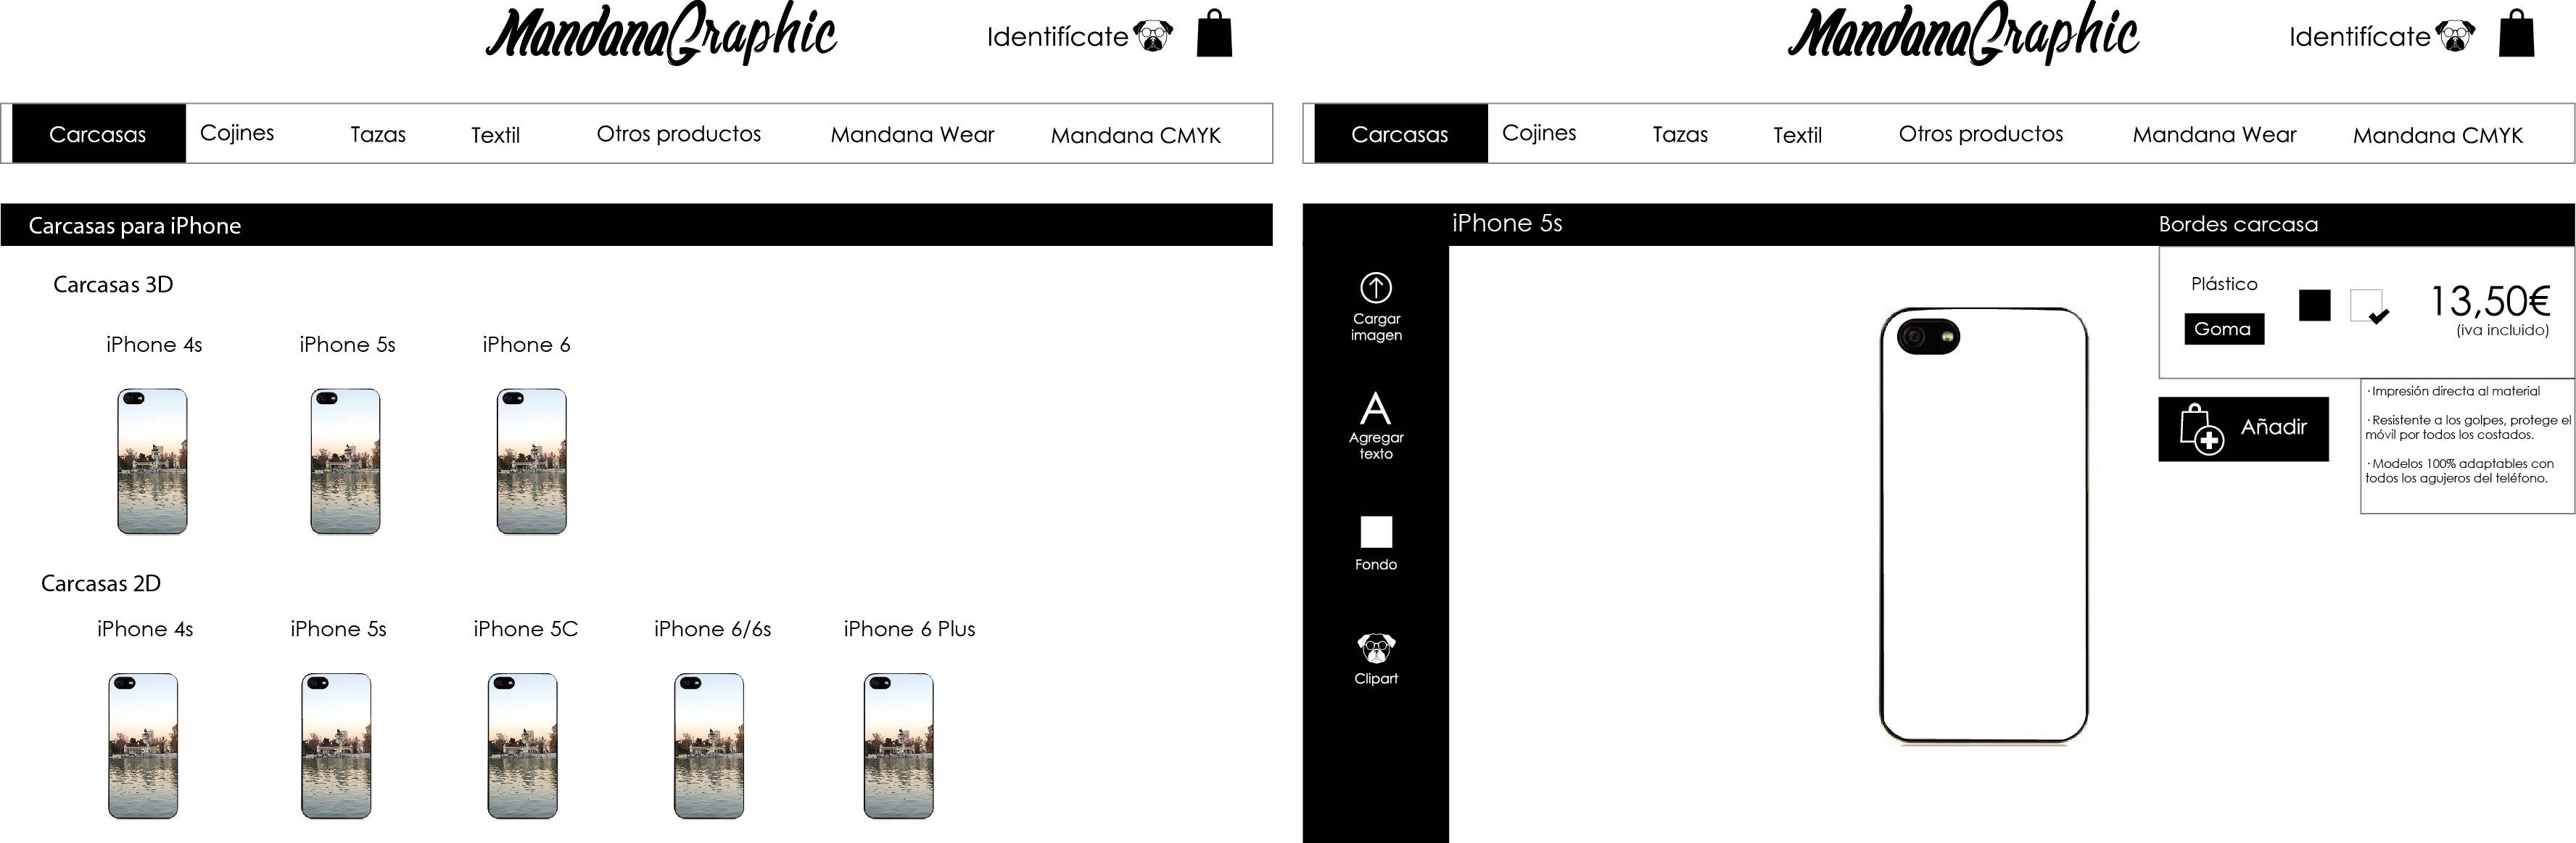 MandanaGraphic
Identifícate
Carcasas
Cojines
Tazas
Textil
Otros productos
Mandana Wear
Mandana CMYK
Carcasas para iPhone
Carcasas 3D
iPhone 4s
iPhone 5s
iPhone 6
Carcasas 2D
iPhone 4s
iPhone 5s
iPhone 5C
iPhone 6/6s
iPhone 6 Plus
MandanaGraphic
Identifícate
Carcasas
Cojines
Tazas
Textil
Otros productos
Mandana Wear
Mandana CMYK
iPhone 5s
Bordes carcasa
Cargar
imagen
Agregar
texto
Fondo
Clipart
Plástico
Goma
13,50€
(iva incluido)
Añadir
·Impresión directa al material
·Resistente a los golpes, protege el
móvil por todos los costados.
·Modelos 100% adaptables con
todos los agujeros del teléfono.